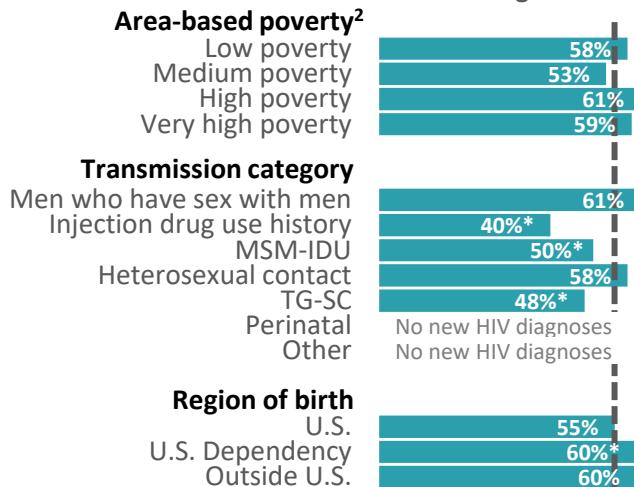 Area-based poverty2
Low poverty 58%
Medium poverty 53%
High poverty 61%
Very high poverty 59%
Transmission category
Men who have sex with men 61%
Injection drug use history 40%*
MSM-IDU 50%*
Heterosexual contact 58%
TG-SC 48%*
Perinatal No new HIV diagnoses
Other No new HIV diagnoses
Region of birth
U.S. 55%
U.S. Dependency 60%*
Outside U.S. 60%